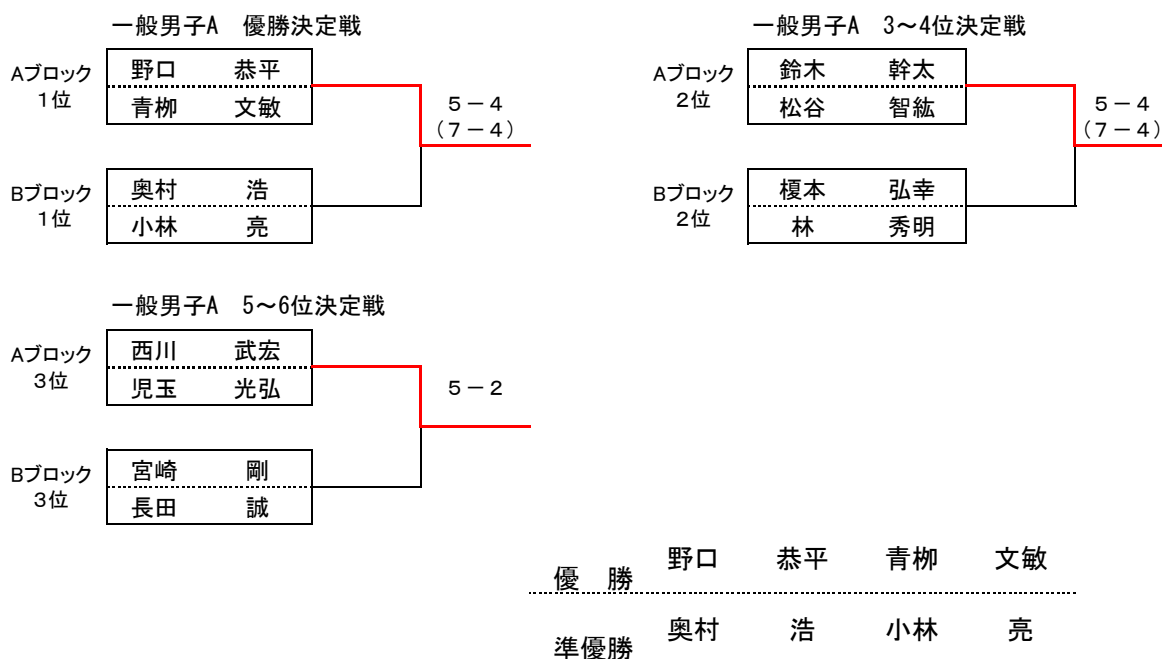 一般男子A 優勝決定戦
Aブロック
1位
野口 恭平
青栁 文敏
5-4
(7-4)
Bブロック
1位
奥村 浩
小林 亮
一般男子A 3~4位決定戦
Aブロック
2位
鈴木 幹太
松谷 智紘
5-4
(7-4)
Bブロック
2位
榎本 弘幸
林 秀明
一般男子A 5~6位決定戦
Aブロック
3位
西川 武宏
児玉 光弘
5-2
Bブロック
3位
宮崎 剛
長田 誠
優 勝 野口 恭平 青栁 文敏
準優勝 奥村 浩 小林 亮